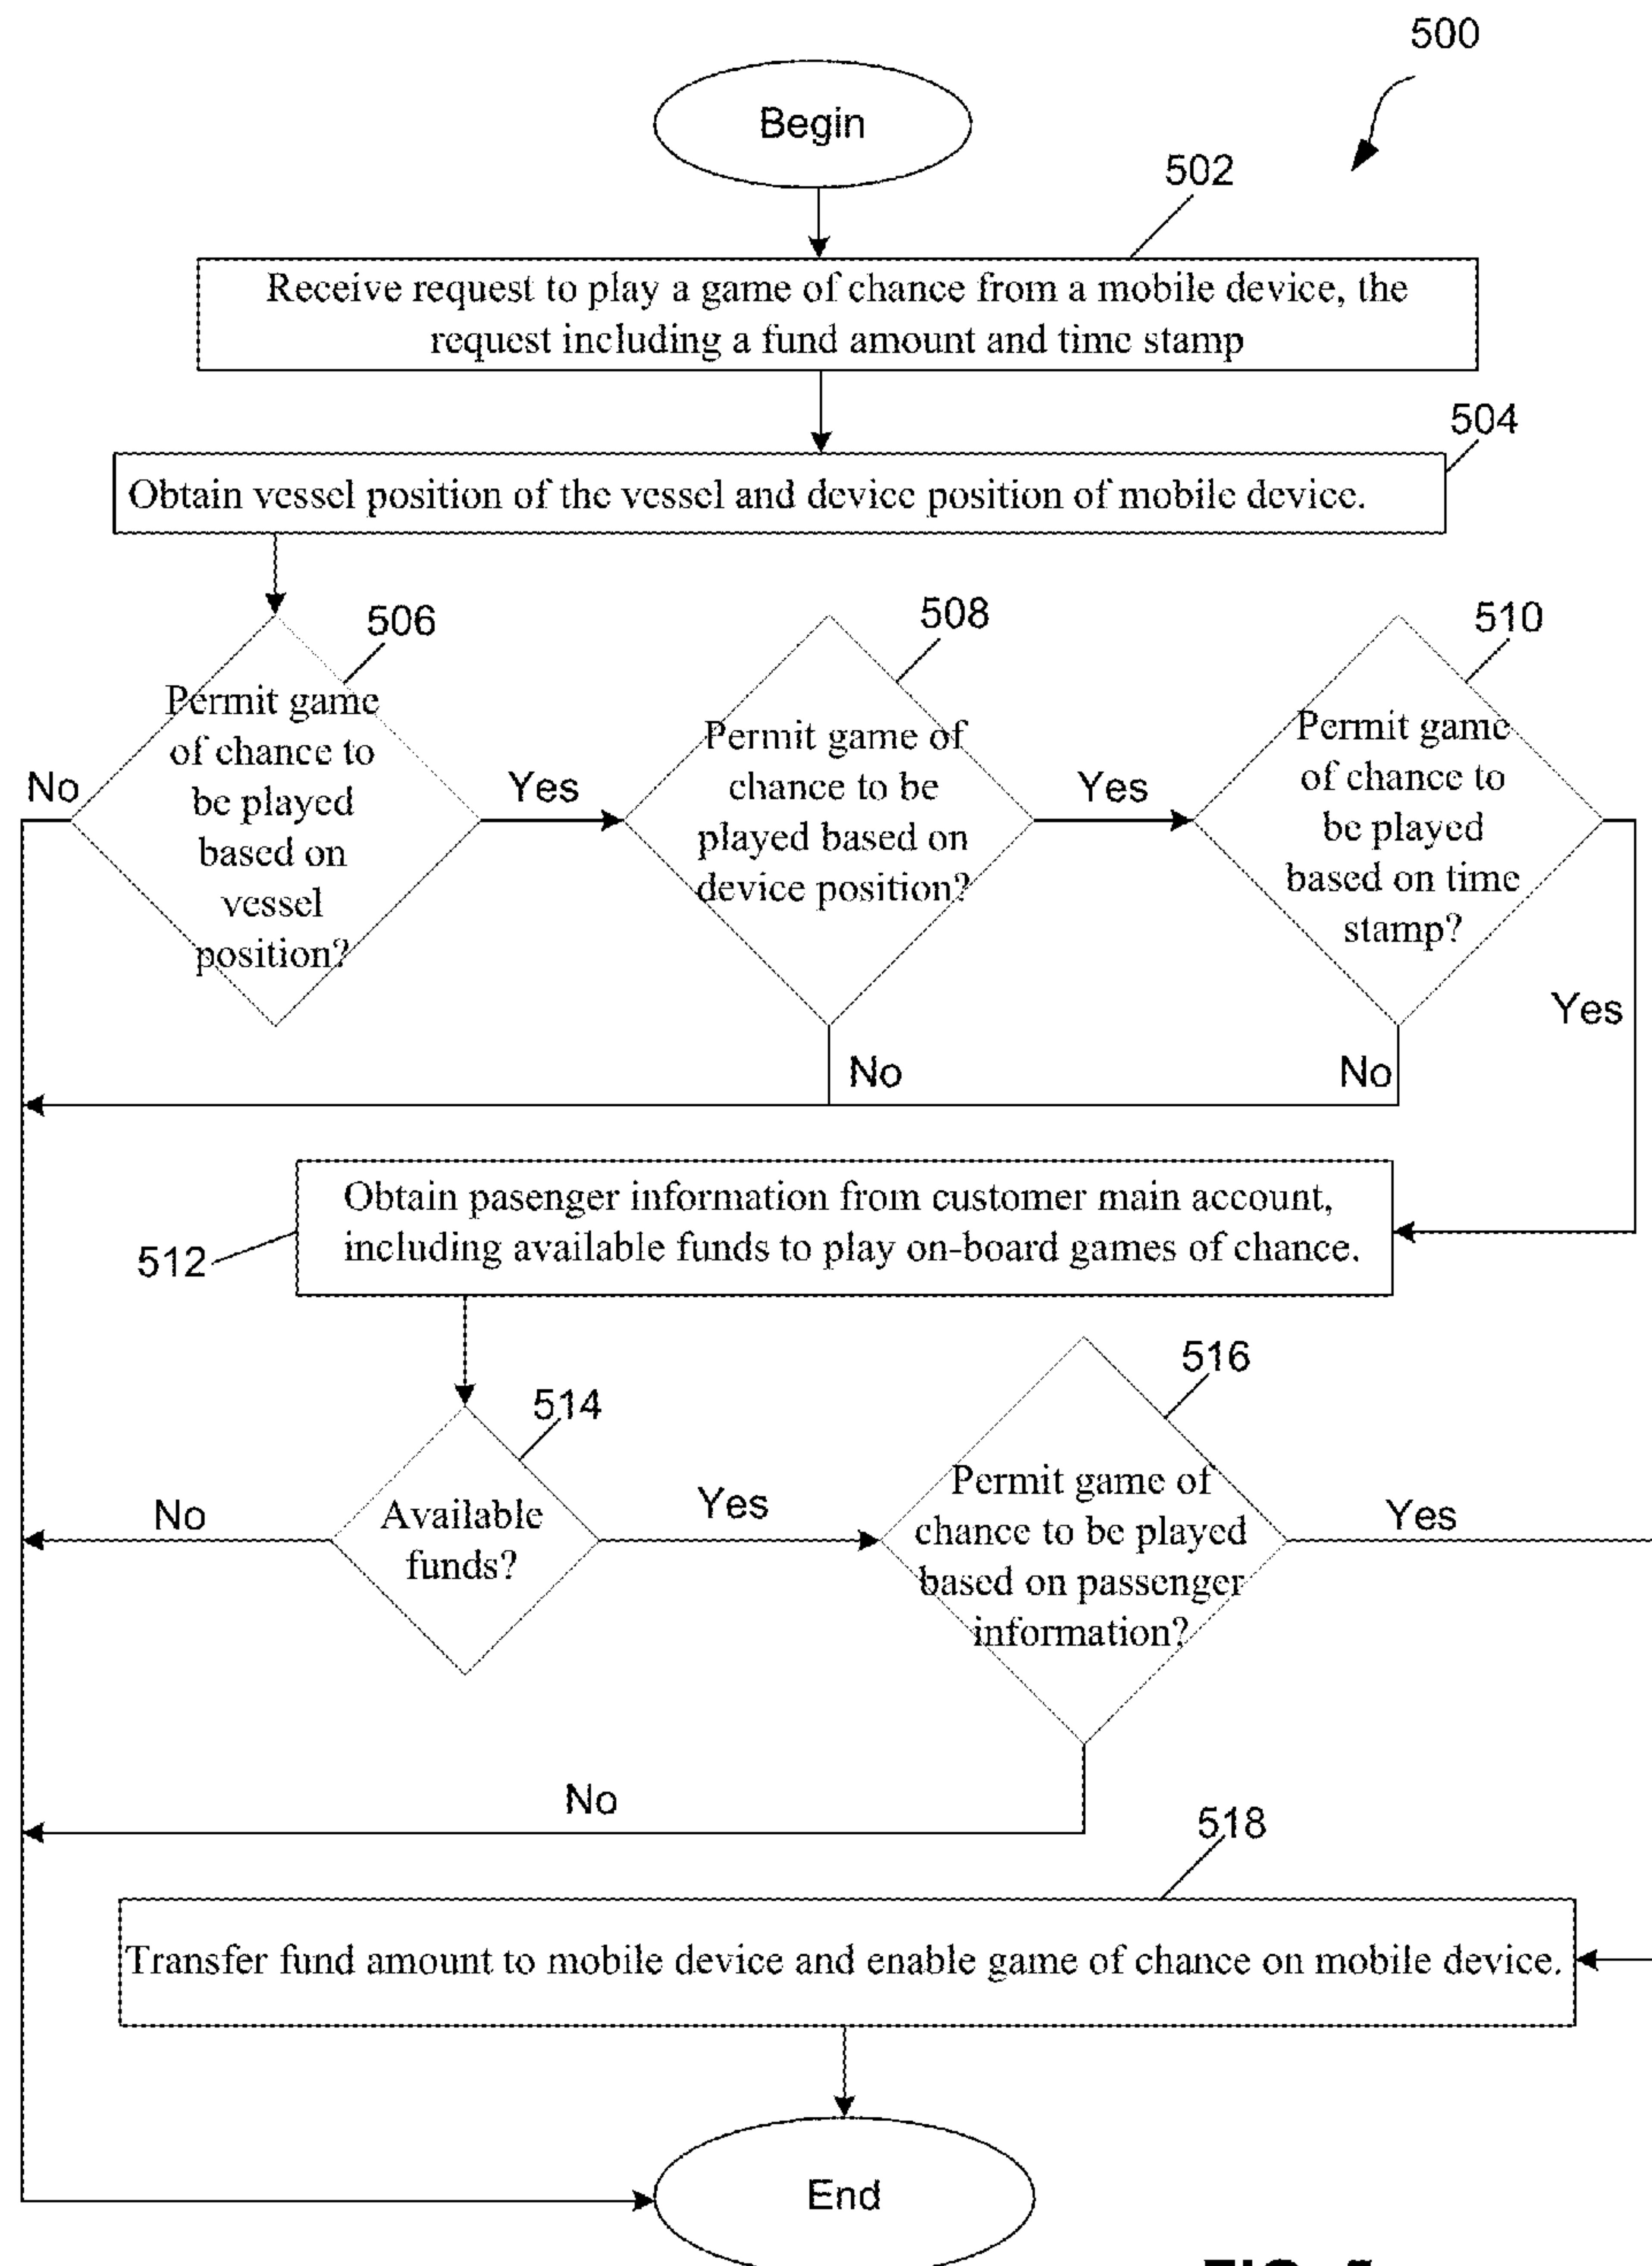 500
Begin
502
Receive request to play a game of chance from a mobile device, the
request including a fund amount and time stamp
504
Obtain vessel position of the vessel and device position of mobile device.
506
Permit game
of chance to
be played
based on
vessel
position?
No
Yes
508
Permit game of
chance to be
played based on
device position?
No
Yes
510
Permit game
of chance to
be played
based on time
stamp?
No
Yes
512
Obtain pasenger information from customer main account,
including available funds to play on-board games of chance.
514
Available
funds?
No
Yes
516
Permit game of
chance to be played
based on passenger
information?
Yes
No
518
Transfer fund amount to mobile device and enable game of chance on mobile device.
End